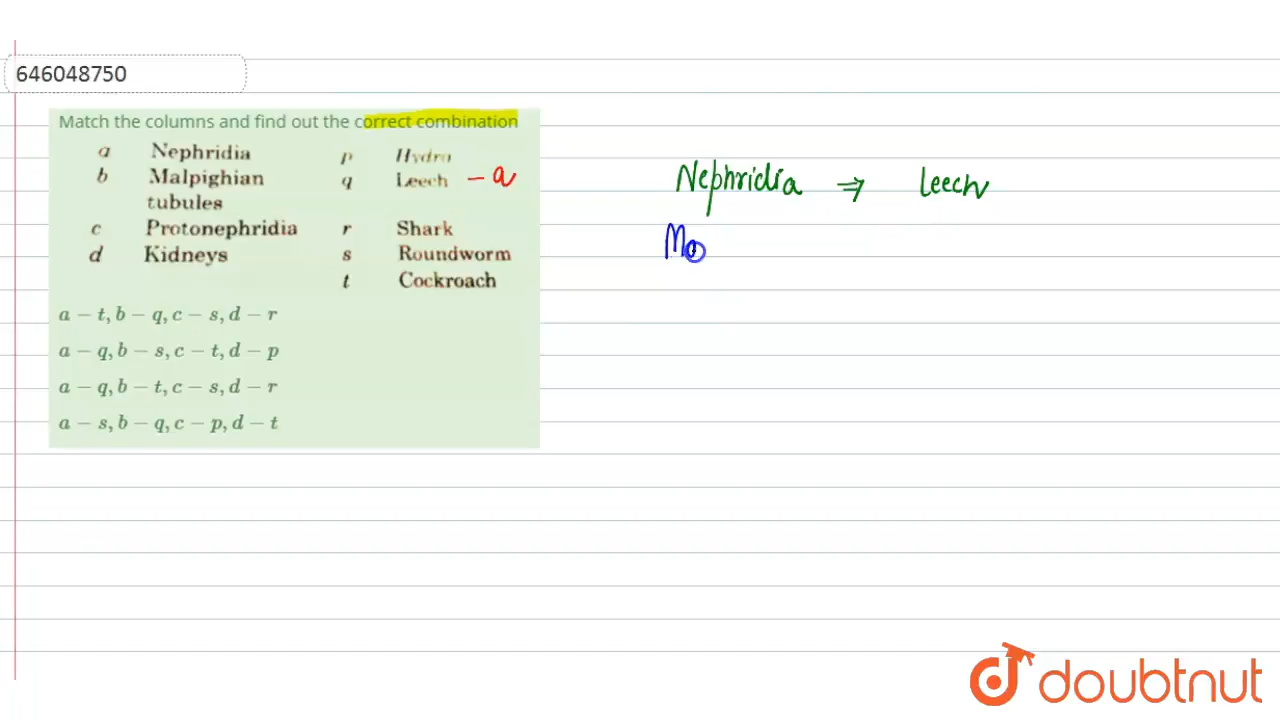 646048750
Match the columns and find out the correct combination
a Nephridia p Hydra
b Malpighian tubules q Leech – a
c Protonephridia r Shark
d Kidneys s Roundworm
t Cockroach
a − t, b − q, c − s, d − r
a − q, b − s, c − t, d − p
a − q, b − t, c − s, d − r
a − s, b − q, c − p, d − t
Nephridia ⇒ Leech
Ma
doubtnut